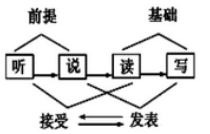 前提 基础
听 说 读 写
接受 发表